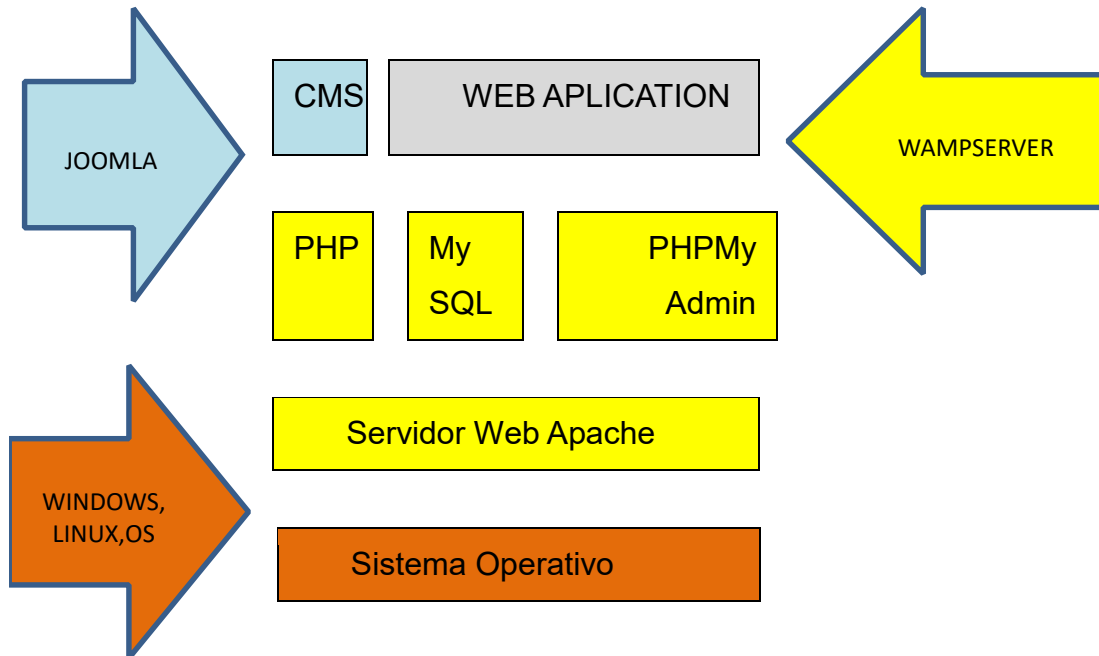 CMS
WEB APLICATION
JOOMLA
WAMPSERVER
PHP
My
SQL
PHPMy
Admin
Servidor Web Apache
WINDOWS,
LINUX,OS
Sistema Operativo